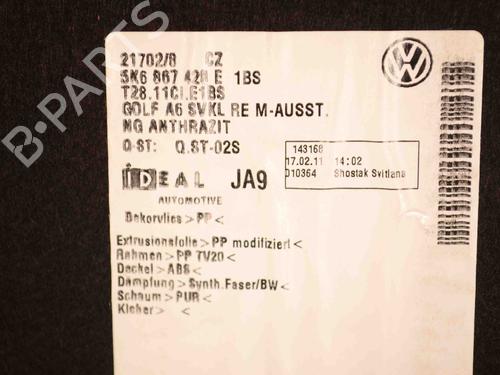 21702/8 CZ
5K6 867 428 E 1BS
T28.11CI.E1BS
GOLF A6 SVKL RE M-AUSST.
NG ANTHRAZIT
Q-ST: Q.ST-02S
143168
17.02.11 14:02
D10364 Shostak Svitlana
IDEAL JA9
AUTOMOTIVE
Dekorvlies > PP <
Extrusionsfolie > PP modifiziert <
Rahmen > PP TV20 <
Deckel > ABS <
Dämpfung > Synth.Faser/BW <
Schaum > PUR <
Kleber > <
B-PARTS